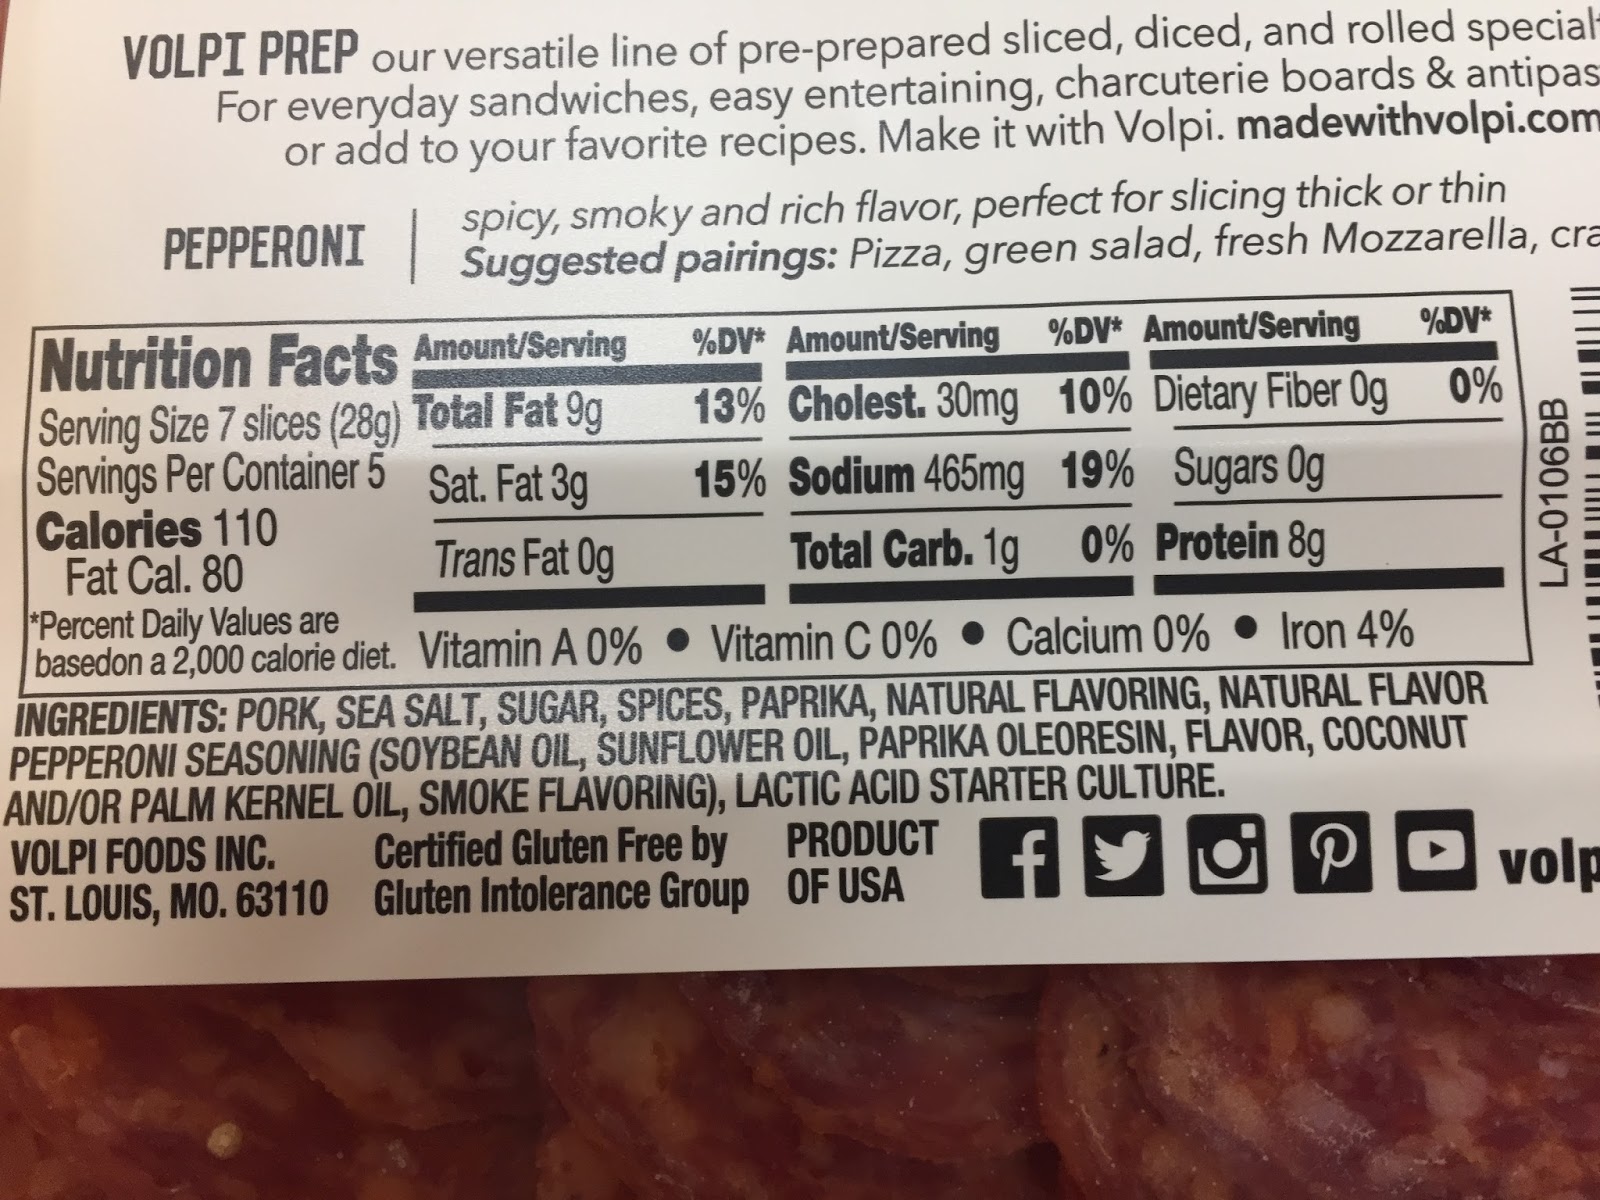 VOLPI PREP our versatile line of pre-prepared sliced, diced, and rolled
For everyday sandwiches, easy entertaining, charcuterie boards &
or add to your favorite recipes. Make it with Volpi. madewithvolpi.com
PEPPERONI
spicy, smoky and rich flavor, perfect for slicing thick or thin
Suggested pairings: Pizza, green salad, fresh Mozzarella,
Nutrition Facts
Serving Size 7 slices (28g)
Servings Per Container 5
Calories 110
Fat Cal. 80
*Percent Daily Values are
basedon a 2,000 calorie diet.
Amount/Serving %DV* Amount/Serving %DV* Amount/Serving %DV*
Total Fat 9g 13% Cholest. 30mg 10% Dietary Fiber 0g 0%
Sat. Fat 3g 15% Sodium 465mg 19% Sugars 0g
Trans Fat 0g Total Carb. 1g 0% Protein 8g
Vitamin A 0% • Vitamin C 0% • Calcium 0% • Iron 4%
LA-0106BB
INGREDIENTS: PORK, SEA SALT, SUGAR, SPICES, PAPRIKA, NATURAL FLAVORING, NATURAL FLAVOR
PEPPERONI SEASONING (SOYBEAN OIL, SUNFLOWER OIL, PAPRIKA OLEORESIN, FLAVOR, COCONUT
AND/OR PALM KERNEL OIL, SMOKE FLAVORING), LACTIC ACID STARTER CULTURE.
VOLPI FOODS INC.
ST. LOUIS, MO. 63110
Certified Gluten Free by
Gluten Intolerance Group
PRODUCT
OF USA